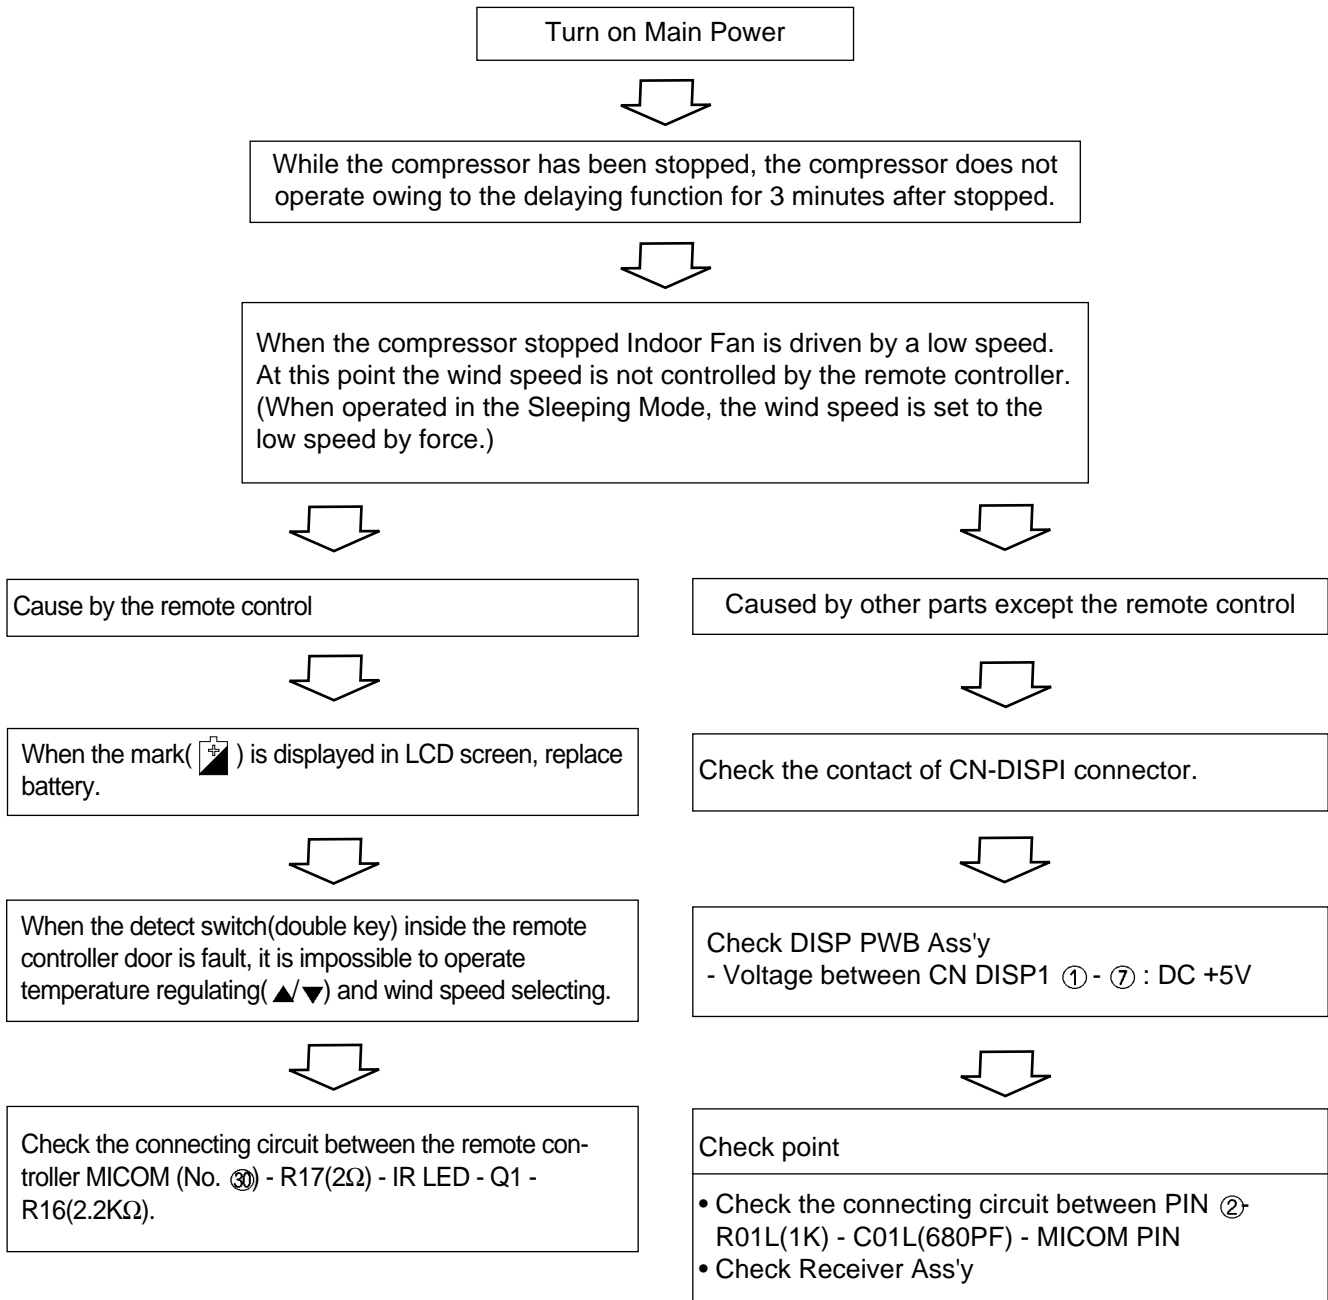 Turn on Main Power
While the compressor has been stopped, the compressor does not
operate owing to the delaying function for 3 minutes after stopped.
When the compressor stopped Indoor Fan is driven by a low speed.
At this point the wind speed is not controlled by the remote controller.
(When operated in the Sleeping Mode, the wind speed is set to the
low speed by force.)
Cause by the remote control
When the mark( ) is displayed in LCD screen, replace
battery.
When the detect switch(double key) inside the remote
controller door is fault, it is impossible to operate
temperature regulating(▲/▼) and wind speed selecting.
Check the connecting circuit between the remote con-
troller MICOM (No. ㉚) - R17(2Ω) - IR LED - Q1 -
R16(2.2KΩ).
Caused by other parts except the remote control
Check the contact of CN-DISPI connector.
Check DISP PWB Ass'y
- Voltage between CN DISP1 ① - ⑦ : DC +5V
Check point
• Check the connecting circuit between PIN ②-
R01L(1K) - C01L(680PF) - MICOM PIN
• Check Receiver Ass'y